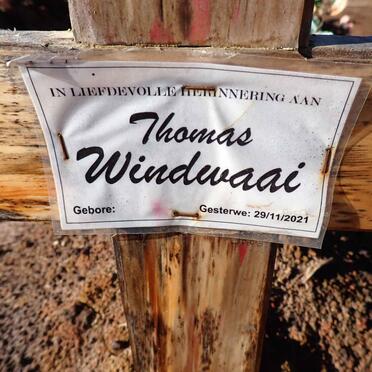 IN LIEFDEVOLLE HERINNERING AAN
Thomas
Windwaai
Gebore: Gesterwe: 29/11/2021